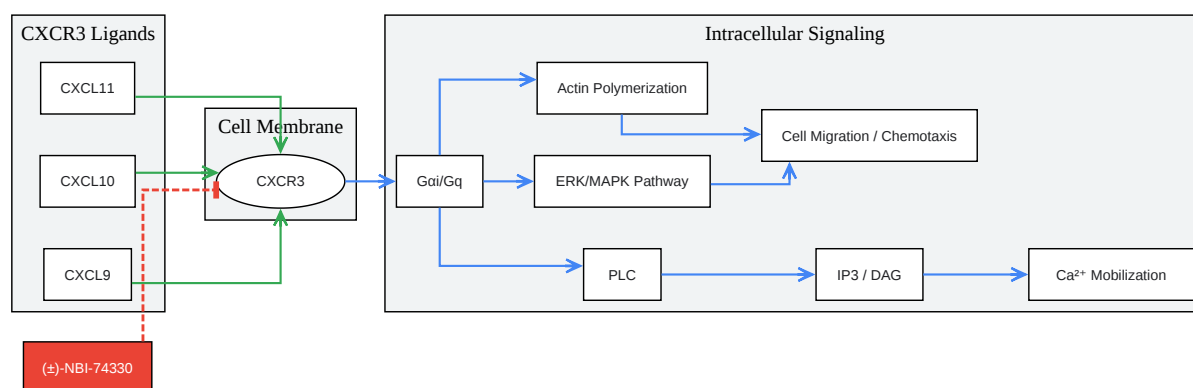 CXCR3 Ligands
CXCL11
CXCL10
CXCL9
(±)-NBI-74330
Cell Membrane
CXCR3
Intracellular Signaling
Gαi/Gq
Actin Polymerization
Cell Migration / Chemotaxis
ERK/MAPK Pathway
PLC
IP3 / DAG
Ca²⁺ Mobilization